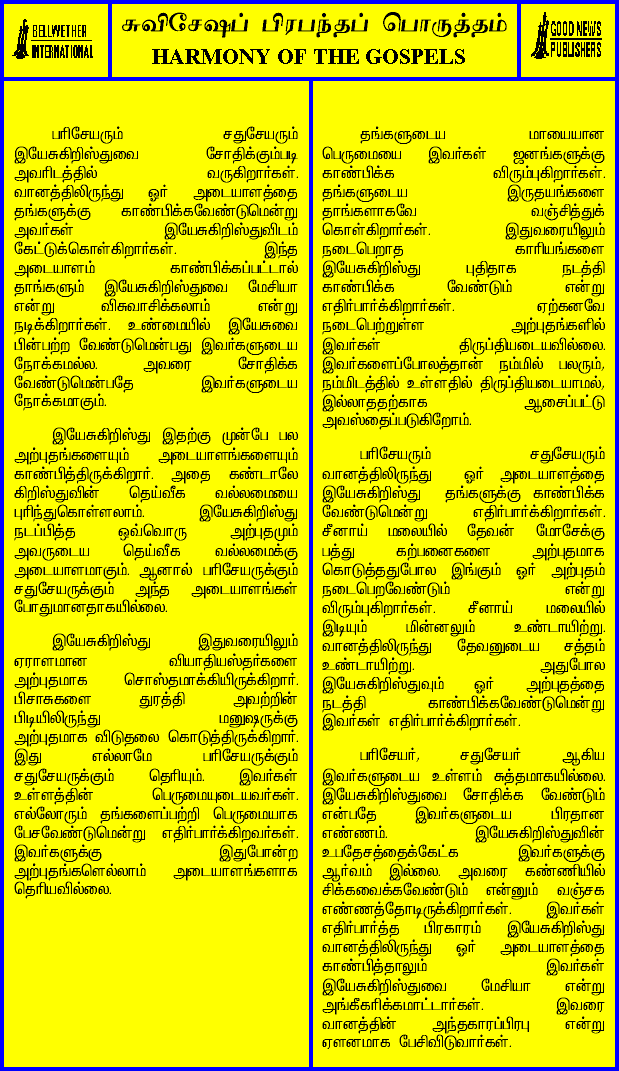 BELLWETHER
INTERNATIONAL
சுவிசேஷப் பிரபந்தப் பொருத்தம்
HARMONY OF THE GOSPELS
GOOD NEWS
PUBLISHERS
பரிசேயரும் சதுசேயரும்
இயேசுகிறிஸ்துவை சோதிக்கும்படி
அவரிடத்தில் வருகிறார்கள்.
வானத்திலிருந்து ஓர் அடையாளத்தை
தங்களுக்கு காண்பிக்கவேண்டுமென்று
அவர்கள் இயேசுகிறிஸ்துவிடம்
கேட்டுக்கொள்கிறார்கள். இந்த
அடையாளம் காண்பிக்கப்பட்டால்
தாங்களும் இயேசுகிறிஸ்துவை மேசியா
என்று விசுவாசிக்கலாம் என்று
நடிக்கிறார்கள். உண்மையில் இயேசுவை
பின்பற்ற வேண்டுமென்பது இவர்களுடைய
நோக்கமல்ல. அவரை சோதிக்க
வேண்டுமென்பதே இவர்களுடைய
நோக்கமாகும்.
இயேசுகிறிஸ்து இதற்கு முன்பே பல
அற்புதங்களையும் அடையாளங்களையும்
காண்பித்திருக்கிறார். அதை கண்டாலே
கிறிஸ்துவின் தெய்வீக வல்லமையை
புரிந்துகொள்ளலாம். இயேசுகிறிஸ்து
நடப்பித்த ஒவ்வொரு அற்புதமும்
அவருடைய தெய்வீக வல்லமைக்கு
அடையாளமாகும். ஆனால் பரிசேயருக்கும்
சதுசேயருக்கும் அந்த அடையாளங்கள்
போதுமானதாகயில்லை.
இயேசுகிறிஸ்து இதுவரையிலும்
ஏராளமான வியாதியஸ்தர்களை
அற்புதமாக சொஸ்தமாக்கியிருக்கிறார்.
பிசாசுகளை துரத்தி அவற்றின்
பிடியிலிருந்து மனுஷருக்கு
அற்புதமாக விடுதலை கொடுத்திருக்கிறார்.
இது எல்லாமே பரிசேயருக்கும்
சதுசேயருக்கும் தெரியும். இவர்கள்
உள்ளத்தின் பெருமையுடையவர்கள்.
எல்லோரும் தங்களைப்பற்றி பெருமையாக
பேசவேண்டுமென்று எதிர்பார்க்கிறவர்கள்.
இவர்களுக்கு இதுபோன்ற
அற்புதங்களெல்லாம் அடையாளங்களாக
தெரியவில்லை.
தங்களுடைய மாயையான
பெருமையை இவர்கள் ஜனங்களுக்கு
காண்பிக்க விரும்புகிறார்கள்.
தங்களுடைய இருதயங்களை
தாங்களாகவே வஞ்சித்துக்
கொள்கிறார்கள். இதுவரையிலும்
நடைபெறாத காரியங்களை
இயேசுகிறிஸ்து புதிதாக நடத்தி
காண்பிக்க வேண்டும் என்று
எதிர்பார்க்கிறார்கள். ஏற்கனவே
நடைபெற்றுள்ள அற்புதங்களில்
இவர்கள் திருப்தியடையவில்லை.
இவர்களைப்போலத்தான் நம்மில் பலரும்,
நம்மிடத்தில் உள்ளதில் திருப்தியடையாமல்,
இல்லாததற்காக ஆசைப்பட்டு
அவஸ்தைப்படுகிறோம்.
பரிசேயரும் சதுசேயரும்
வானத்திலிருந்து ஓர் அடையாளத்தை
இயேசுகிறிஸ்து தங்களுக்கு காண்பிக்க
வேண்டுமென்று எதிர்பார்க்கிறார்கள்.
சீனாய் மலையில் தேவன் மோசேக்கு
பத்து கற்பனைகளை அற்புதமாக
கொடுத்ததுபோல இங்கும் ஓர் அற்புதம்
நடைபெறவேண்டும் என்று
விரும்புகிறார்கள். சீனாய் மலையில்
இடியும் மின்னலும் உண்டாயிற்று.
வானத்திலிருந்து தேவனுடைய சத்தம்
உண்டாயிற்று. அதுபோல
இயேசுகிறிஸ்துவும் ஓர் அற்புதத்தை
நடத்தி காண்பிக்கவேண்டுமென்று
இவர்கள் எதிர்பார்க்கிறார்கள்.
பரிசேயர், சதுசேயர் ஆகிய
இவர்களுடைய உள்ளம் சுத்தமாகயில்லை.
இயேசுகிறிஸ்துவை சோதிக்க வேண்டும்
என்பதே இவர்களுடைய பிரதான
எண்ணம். இயேசுகிறிஸ்துவின்
உபதேசத்தைக்கேட்க இவர்களுக்கு
ஆர்வம் இல்லை. அவரை கண்ணியில்
சிக்கவைக்கவேண்டும் என்னும் வஞ்சக
எண்ணத்தோடிருக்கிறார்கள். இவர்கள்
எதிர்பார்த்த பிரகாரம் இயேசுகிறிஸ்து
வானத்திலிருந்து ஓர் அடையாளத்தை
காண்பித்தாலும் இவர்கள்
இயேசுகிறிஸ்துவை மேசியா என்று
அங்கீகரிக்கமாட்டார்கள். இவரை
வானத்தின் அந்தகாரப்பிரபு என்று
ஏளனமாக பேசிவிடுவார்கள்.